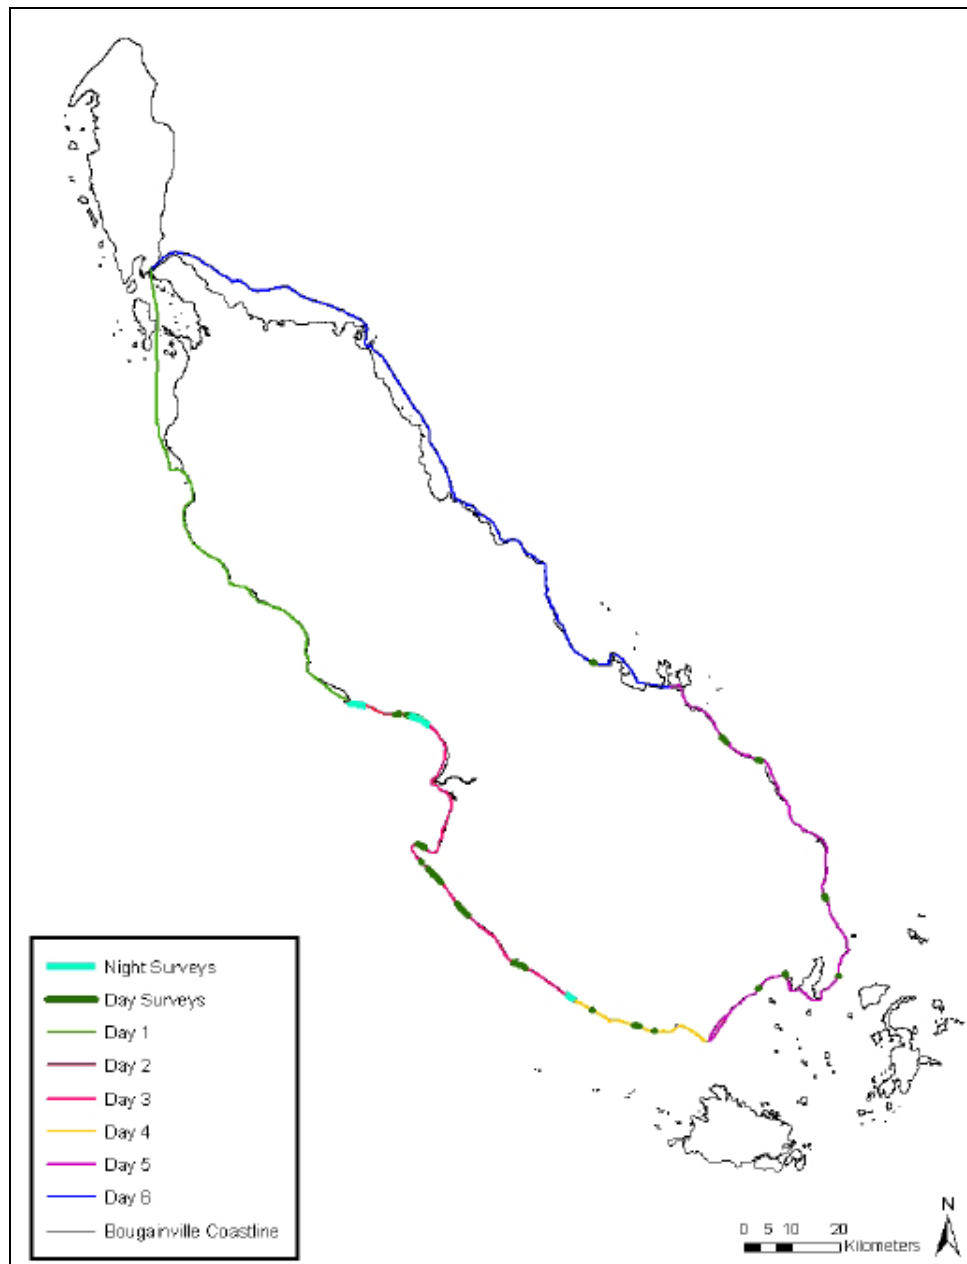 Night Surveys
Day Surveys
Day 1
Day 2
Day 3
Day 4
Day 5
Day 6
Bougainville Coastline
N
0 5 10 20
Kilometers